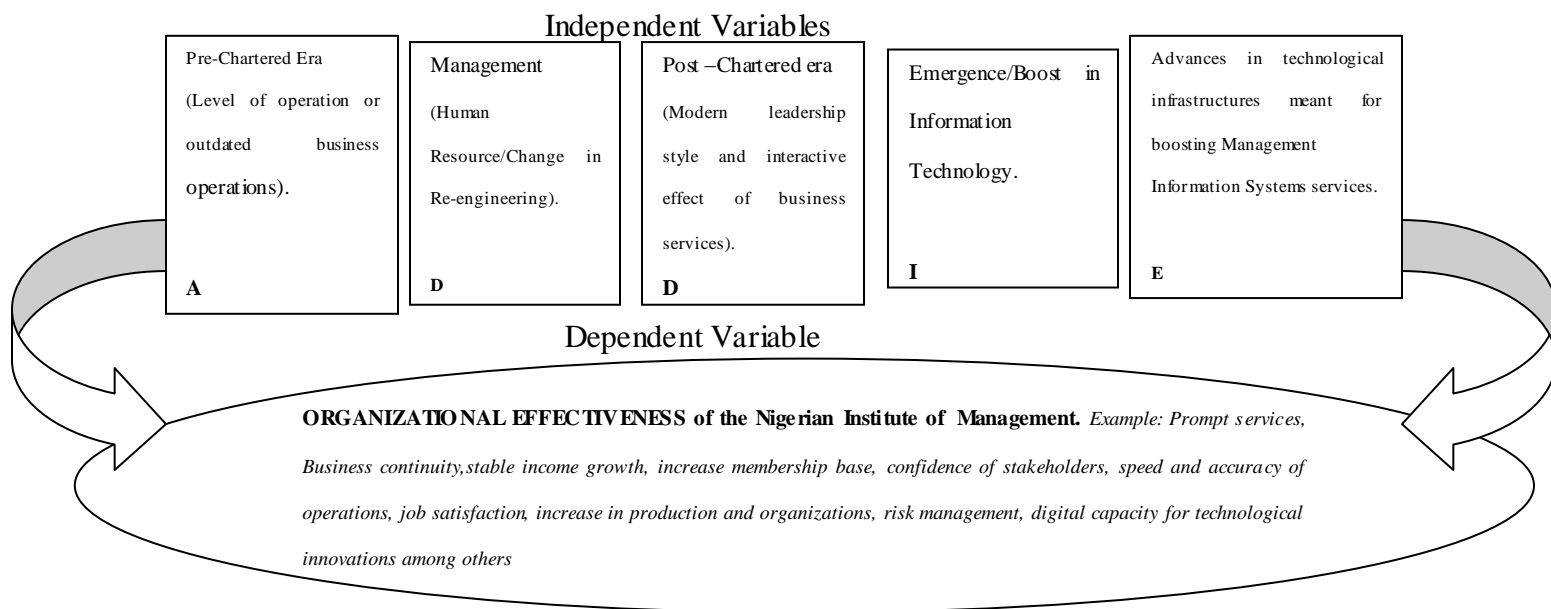 Independent Variables
Pre-Chartered Era
(Level of operation or
outdated business
operations).
A
Management
(Human
Resource/Change in
Re-engineering).
D
Post –Chartered era
(Modern leadership
style and interactive
effect of business
services).
D
Emergence/Boost in
Information
Technology.
I
Advances in technological
infrastructures meant for
boosting Management
Information Systems services.
E
Dependent Variable
ORGANIZATIONAL EFFECTIVENESS of the Nigerian Institute of Management. Example: Prompt services,
Business continuity,stable income growth, increase membership base, confidence of stakeholders, speed and accuracy of
operations, job satisfaction, increase in production and organizations, risk management, digital capacity for technological
innovations among others